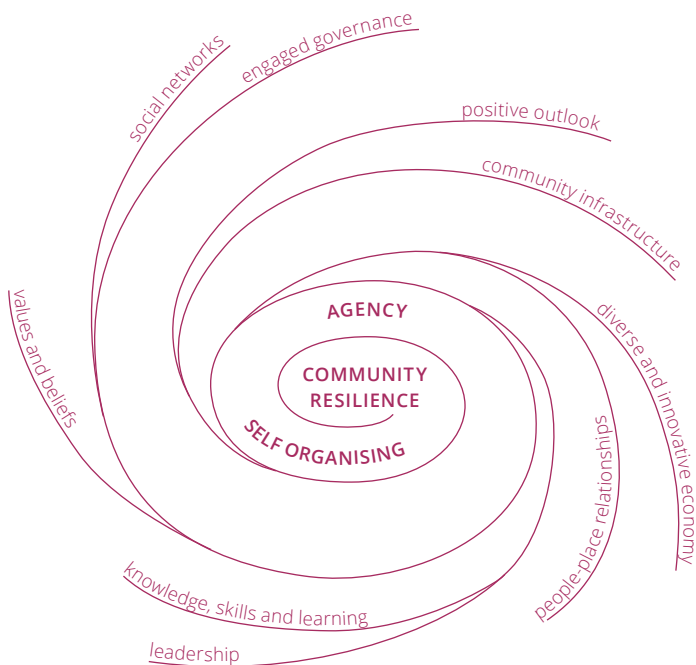 social networks
engaged governance
positive outlook
community infrastructure
diverse and innovative economy
people-place relationships
values and beliefs
knowledge, skills and learning
leadership
AGENCY
COMMUNITY
RESILIENCE
SELF ORGANISING